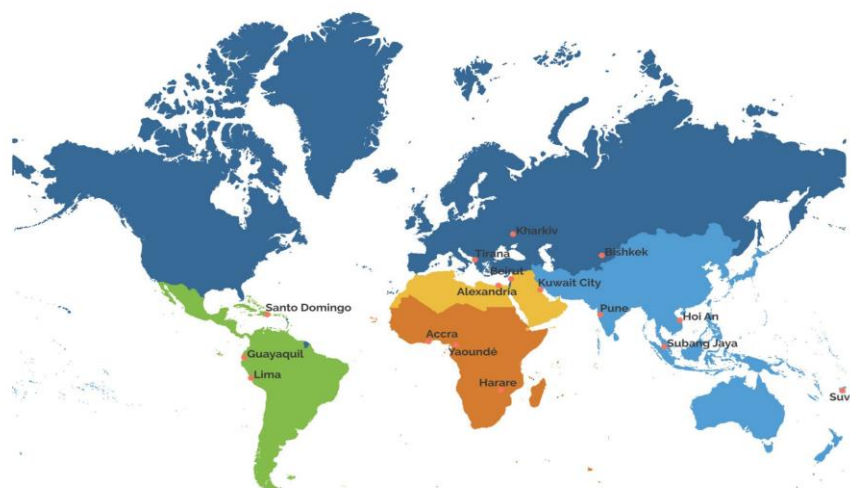 Kharkiv
Tirana
Bishkek
Beirut
Alexandria
Kuwait City
Santo Domingo
Pune
Hoi An
Accra
Guayaquil
Yaoundé
Subang Jaya
Lima
Harare
Suv